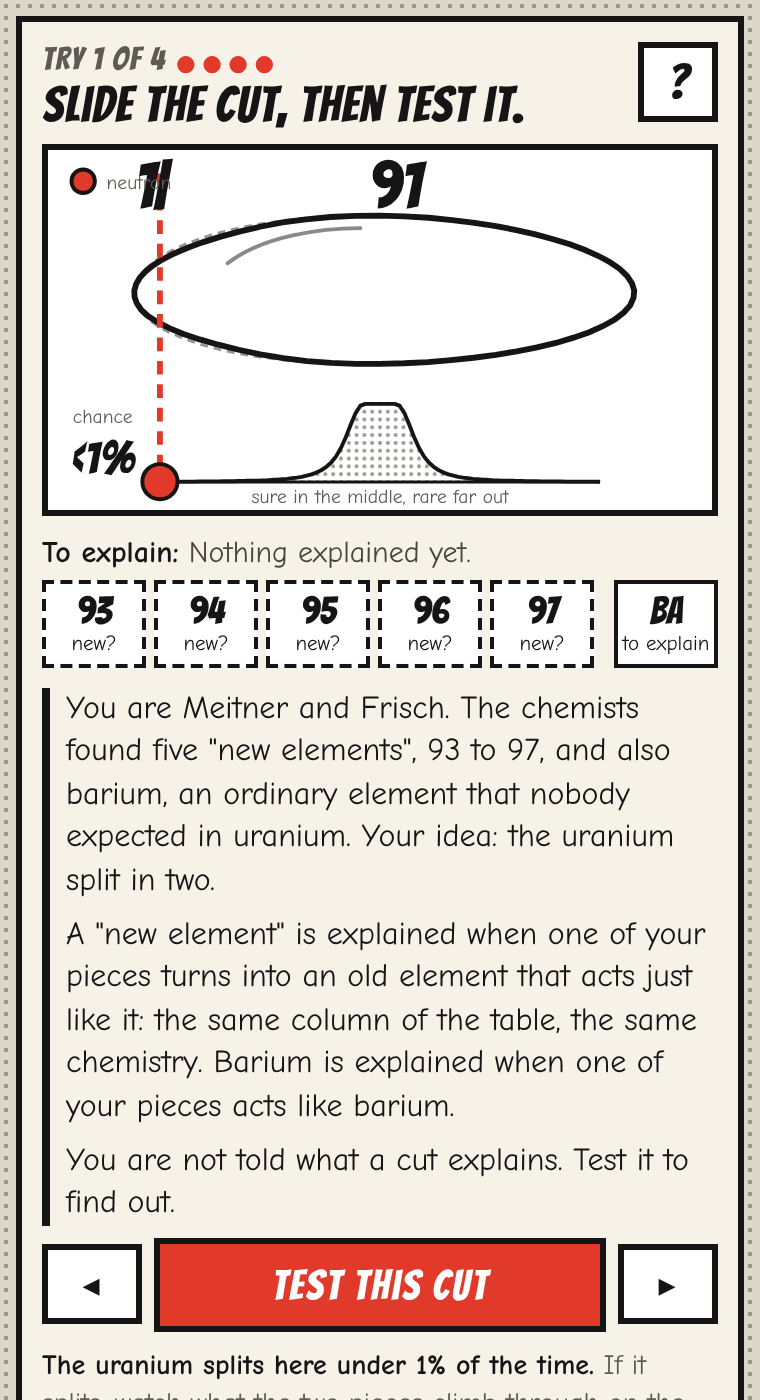 TRY 1 OF 4
SLIDE THE CUT, THEN TEST IT.
?
neutron
1
91
chance
<1%
sure in the middle, rare far out
To explain: Nothing explained yet.
93 94 95 96 97 BA
new? new? new? new? new? to explain
You are Meitner and Frisch. The chemists
found five "new elements", 93 to 97, and also
barium, an ordinary element that nobody
expected in uranium. Your idea: the uranium
split in two.
A "new element" is explained when one of your
pieces turns into an old element that acts just
like it: the same column of the table, the same
chemistry. Barium is explained when one of
your pieces acts like barium.
You are not told what a cut explains. Test it to
find out.
◄ TEST THIS CUT ►
The uranium splits here under 1% of the time. If it